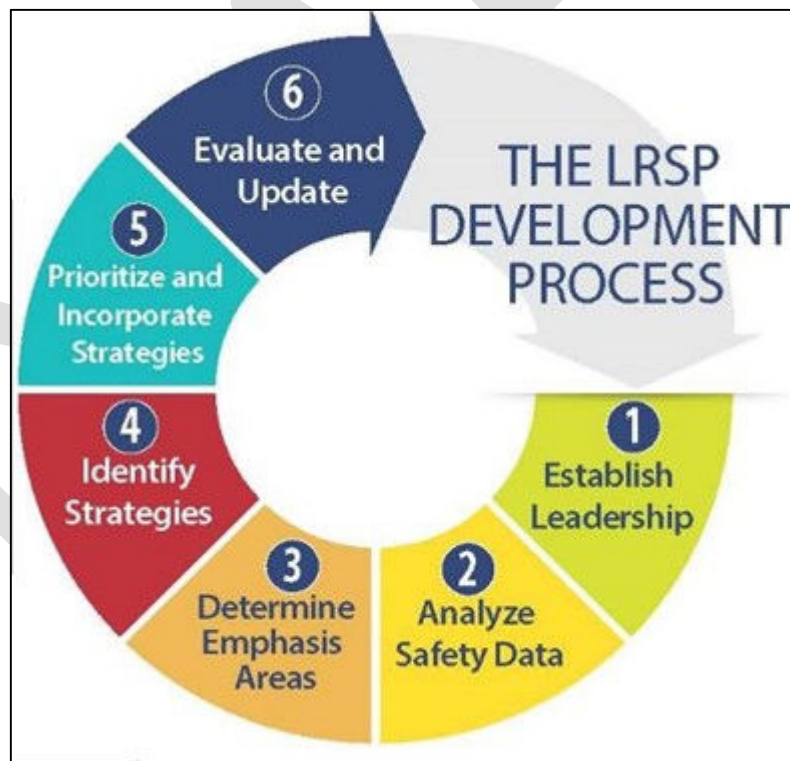 THE LRSP
DEVELOPMENT
PROCESS
1
Establish
Leadership
2
Analyze
Safety Data
3
Determine
Emphasis
Areas
4
Identify
Strategies
5
Prioritize and
Incorporate
Strategies
6
Evaluate and
Update